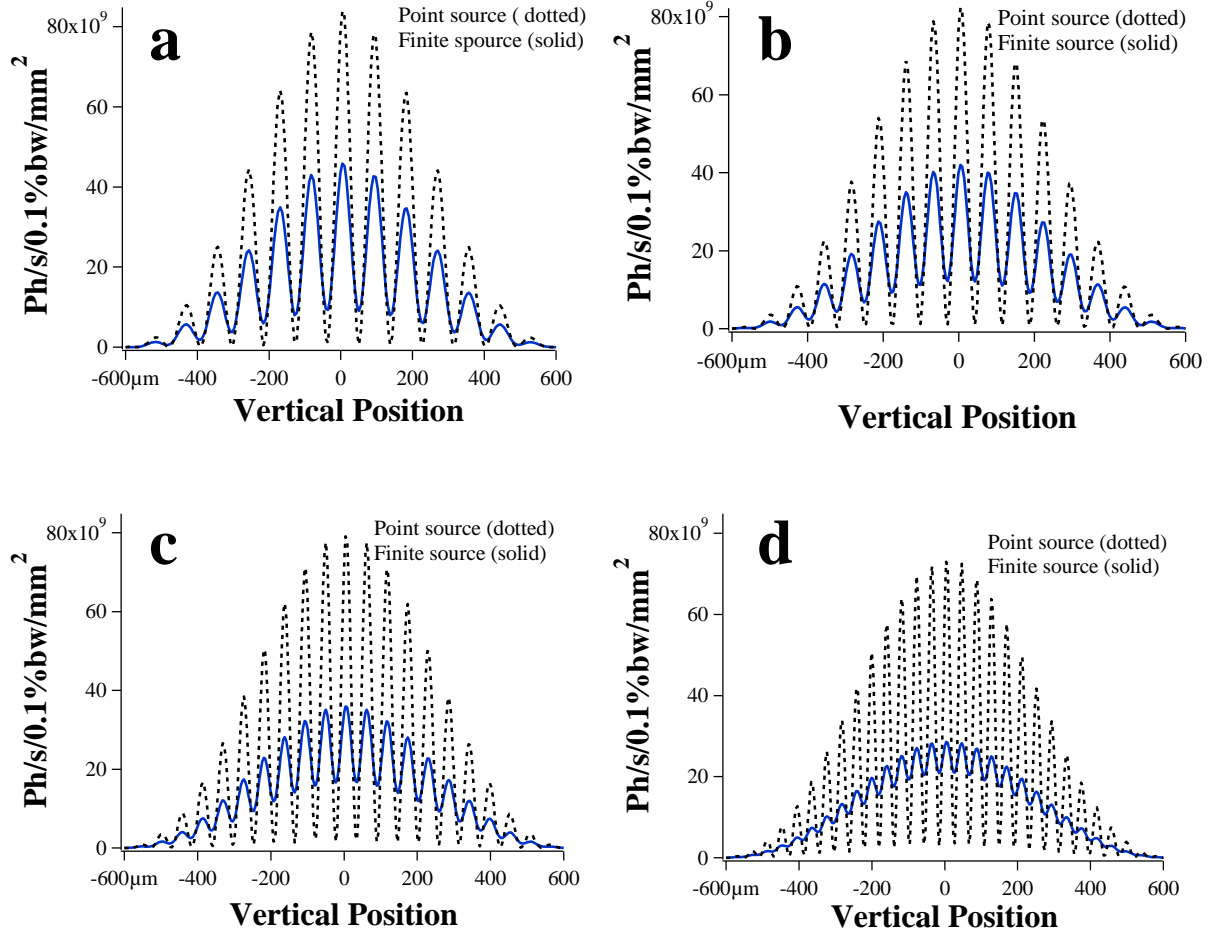 a
Point source ( dotted)
Finite spource (solid)
Ph/s/0.1%bw/mm²
80x10⁹
60
40
20
0
-600µm -400 -200 0 200 400 600
Vertical Position
b
Point source (dotted)
Finite source (solid)
Ph/s/0.1%bw/mm²
80x10⁹
60
40
20
0
-600µm -400 -200 0 200 400 600
Vertical Position
c
Point source (dotted)
Finite source (solid)
Ph/s/0.1%bw/mm²
80x10⁹
60
40
20
0
-600µm -400 -200 0 200 400 600
Vertical Position
d
Point source (dotted)
Finite source (solid)
Ph/s/0.1%bw/mm²
80x10⁹
60
40
20
0
-600µm -400 -200 0 200 400 600
Vertical Position